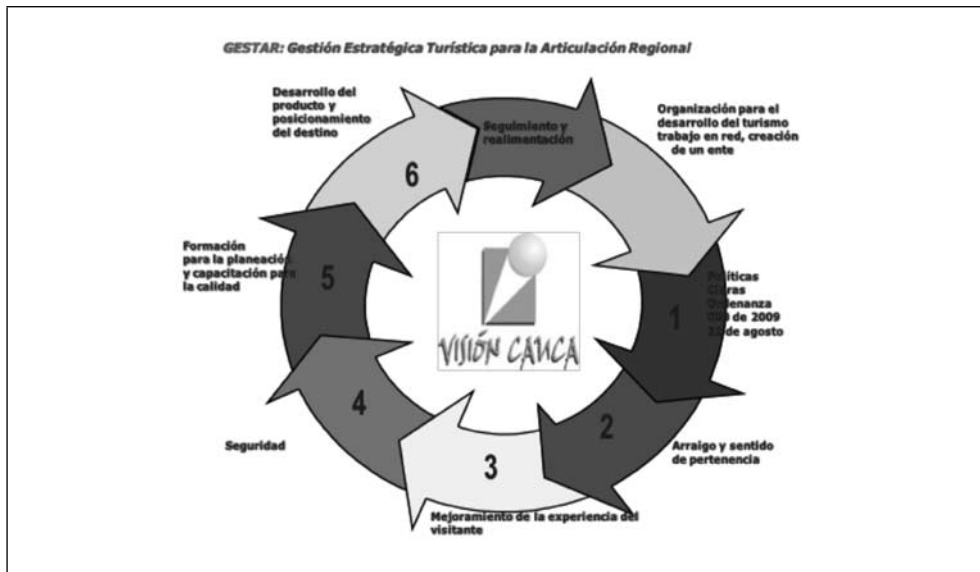 GESTAR: Gestión Estratégica Turística para la Articulación Regional
Desarrollo del
producto y
posicionamiento
del destino
Seguimiento y
realimentación
Organización para el
desarrollo del turismo
trabajo en red, creación
de un ente
6
Formación
para la planeación
y capacitación para
la calidad
5
Políticas
Claras
Ordenanza
de 2009
de agosto
1
VISIÓN CAUCA
4
2
Seguridad
Arraigo y sentido
de pertenencia
3
Mejoramiento de la experiencia del
visitante